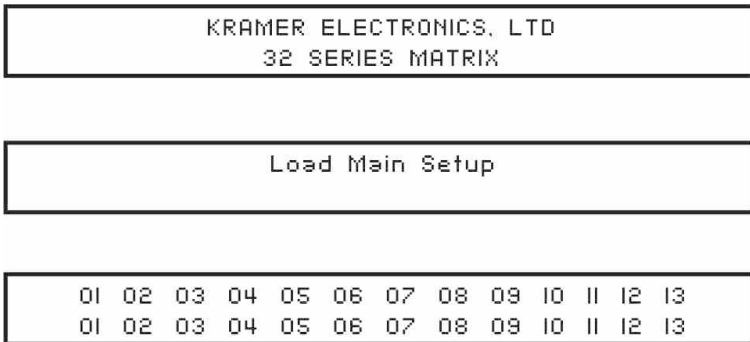 KRAMER ELECTRONICS, LTD
32 SERIES MATRIX
Load Main Setup
01 02 03 04 05 06 07 08 09 10 11 12 13
01 02 03 04 05 06 07 08 09 10 11 12 13